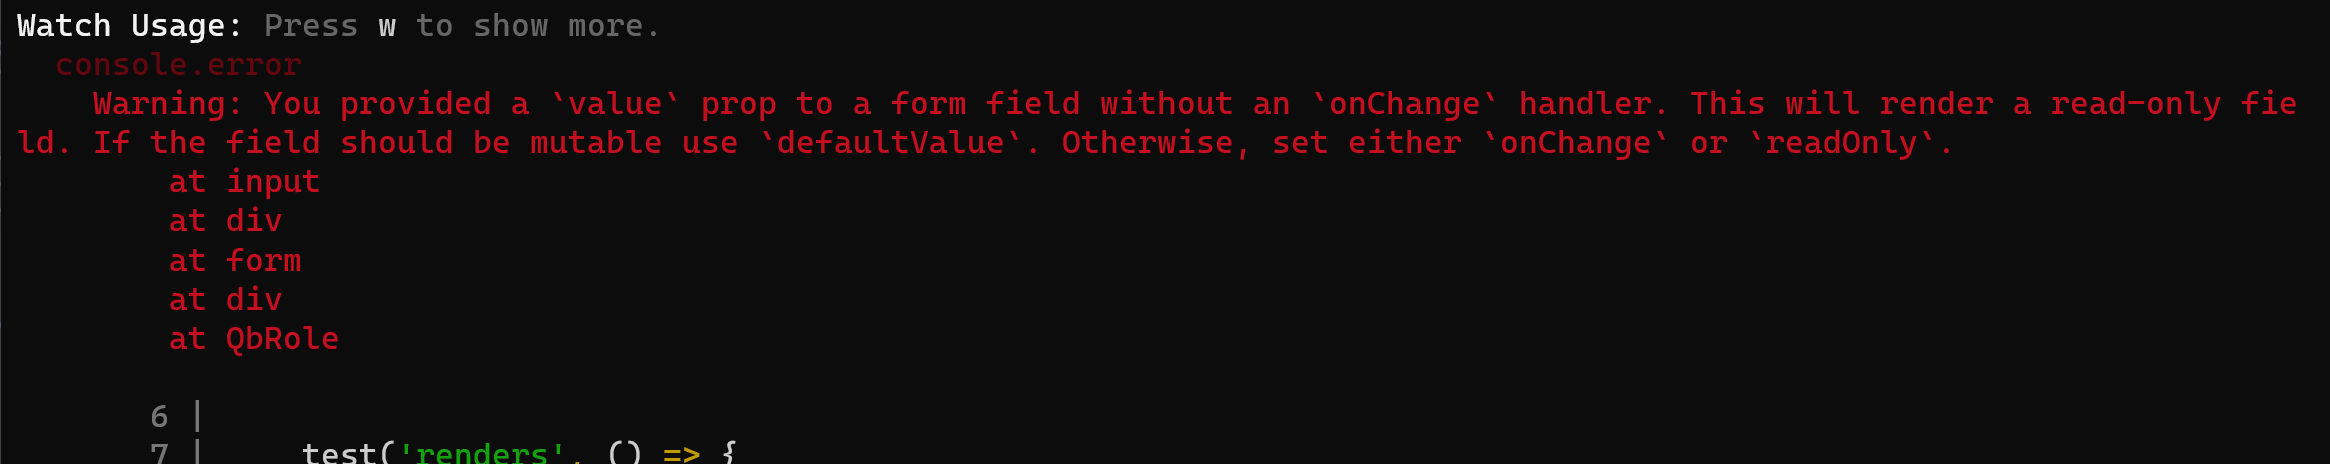 Watch Usage: Press w to show more.
console.error
Warning: You provided a `value` prop to a form field without an `onChange` handler. This will render a read-only fie
ld. If the field should be mutable use `defaultValue`. Otherwise, set either `onChange` or `readOnly`.
at input
at div
at form
at div
at QbRole
6 |
7 | test('renders', () => {